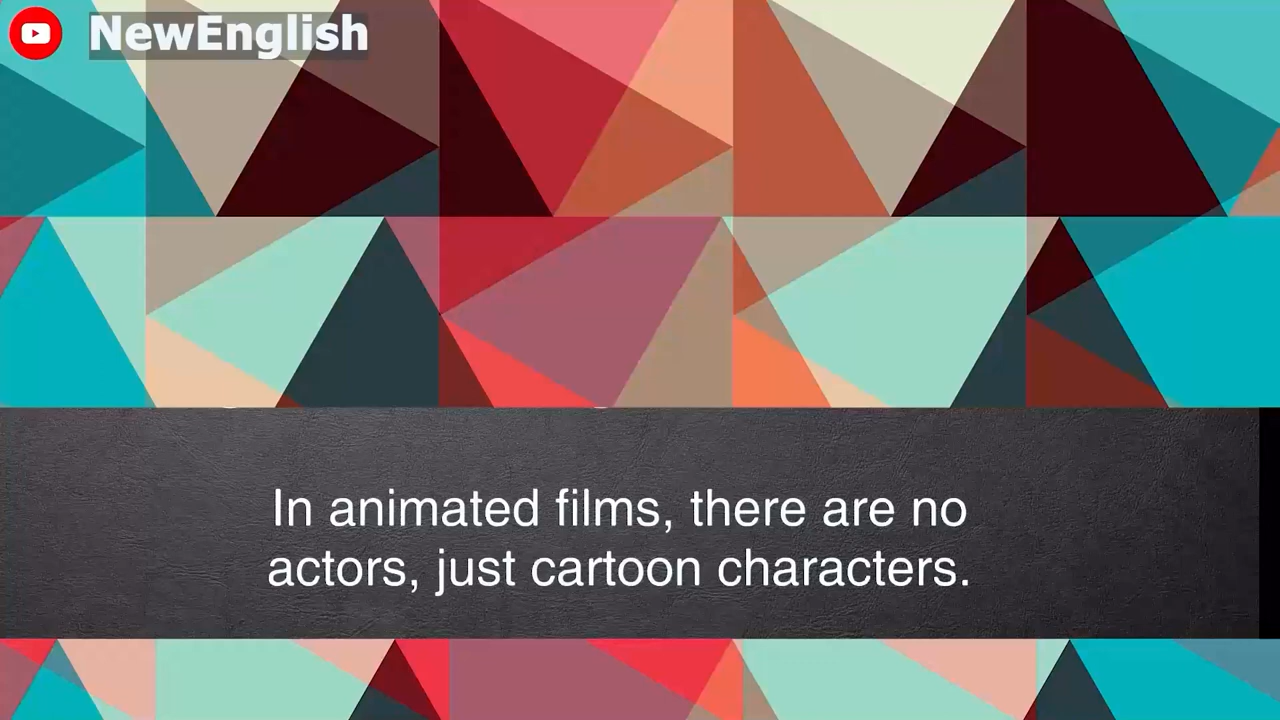 NewEnglish
In animated films, there are no
actors, just cartoon characters.